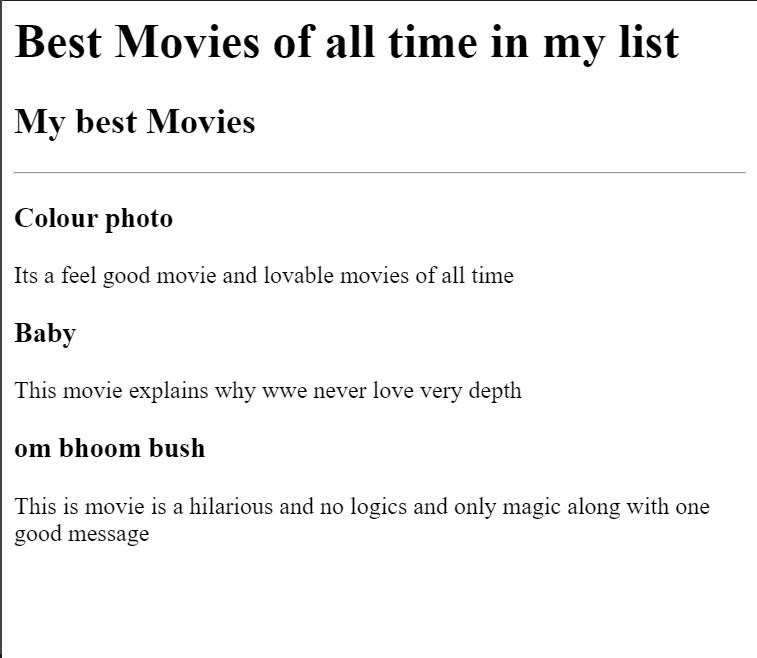 Best Movies of all time in my list
My best Movies
Colour photo
Its a feel good movie and lovable movies of all time
Baby
This movie explains why wwe never love very depth
om bhoom bush
This is movie is a hilarious and no logics and only magic along with one
good message